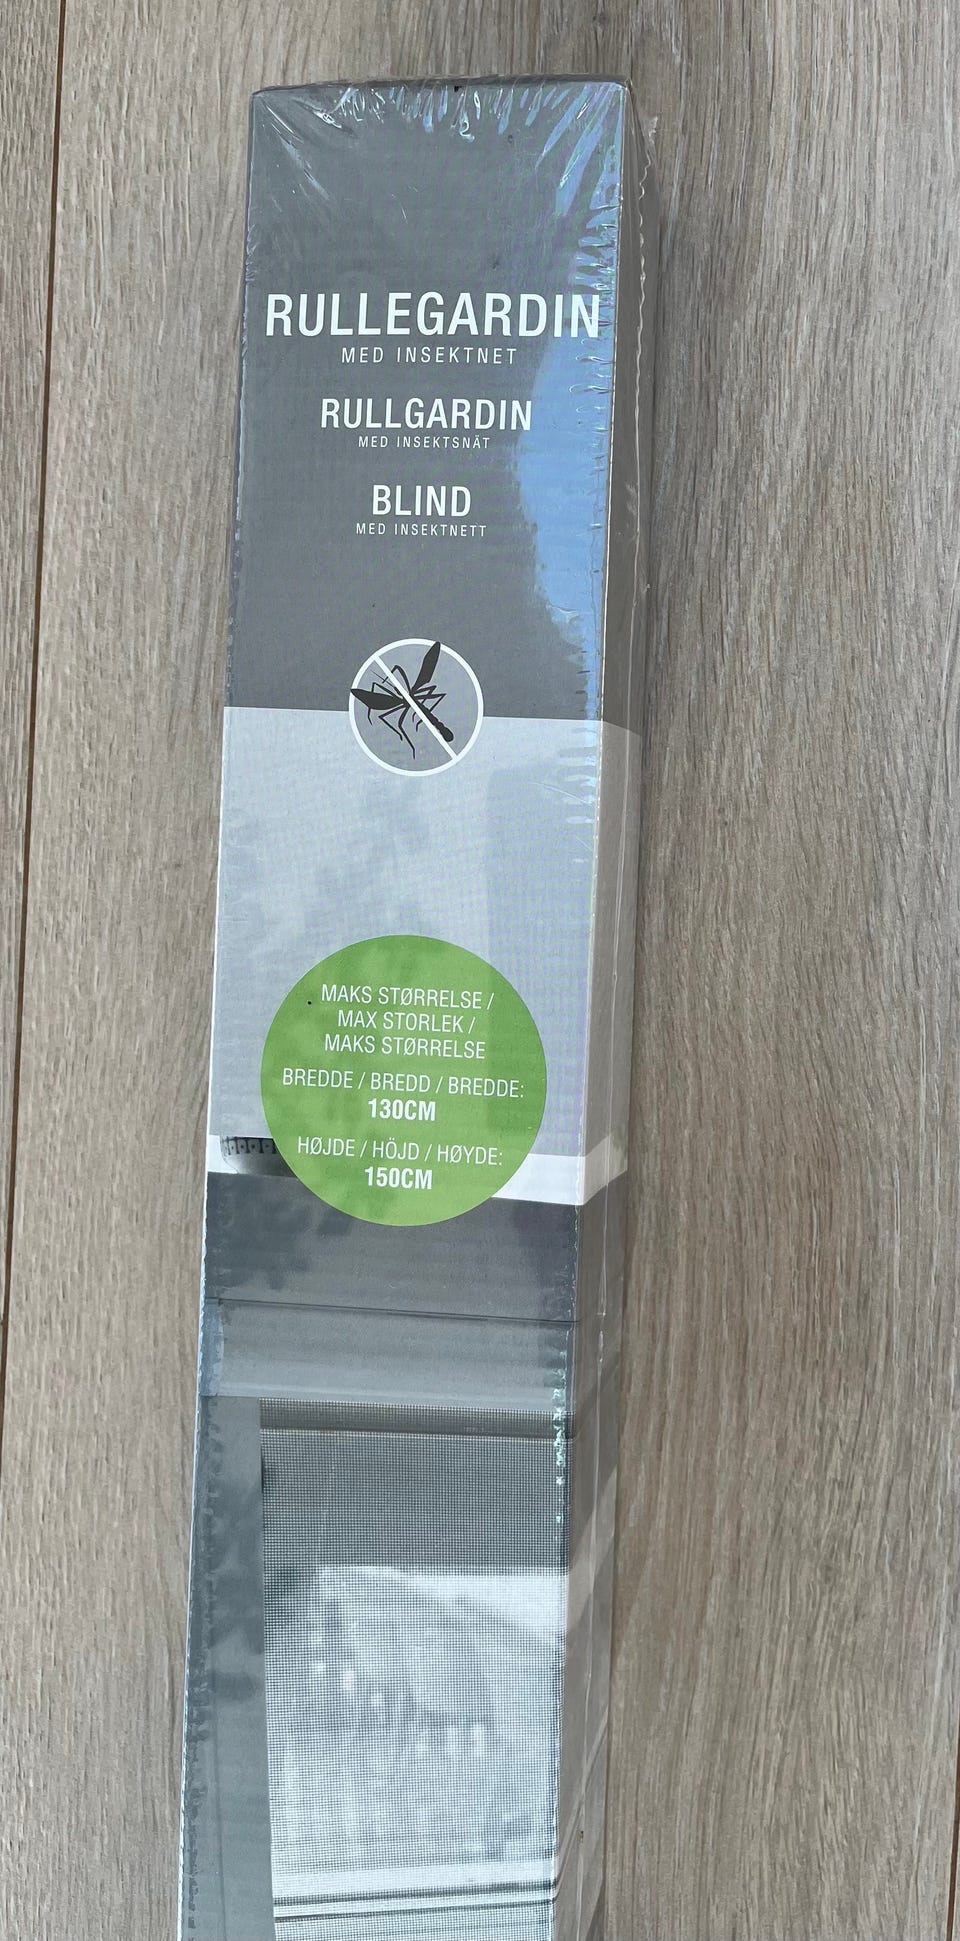 RULLEGARDIN
MED INSEKTNET
RULLGARDIN
MED INSEKTSNÄT
BLIND
MED INSEKTNETT
MAKS STØRRELSE /
MAX STORLEK /
MAKS STØRRELSE
BREDDE / BREDD / BREDDE:
130CM
HØJDE / HÖJD / HØYDE:
150CM